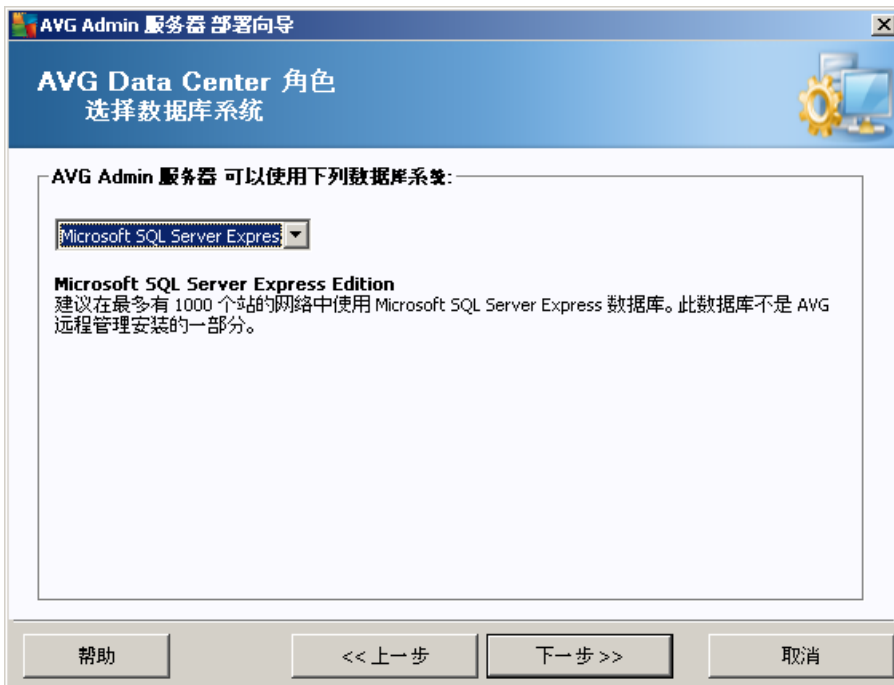 AVG Admin 服务器 部署向导
AVG Data Center 角色
选择数据库系统
AVG Admin 服务器 可以使用下列数据库系统:
Microsoft SQL Server Expres
Microsoft SQL Server Express Edition
建议在最多有 1000 个站的网络中使用 Microsoft SQL Server Express 数据库。此数据库不是 AVG
远程管理安装的一部分。
帮助
<< 上一步
下一步 >>
取消